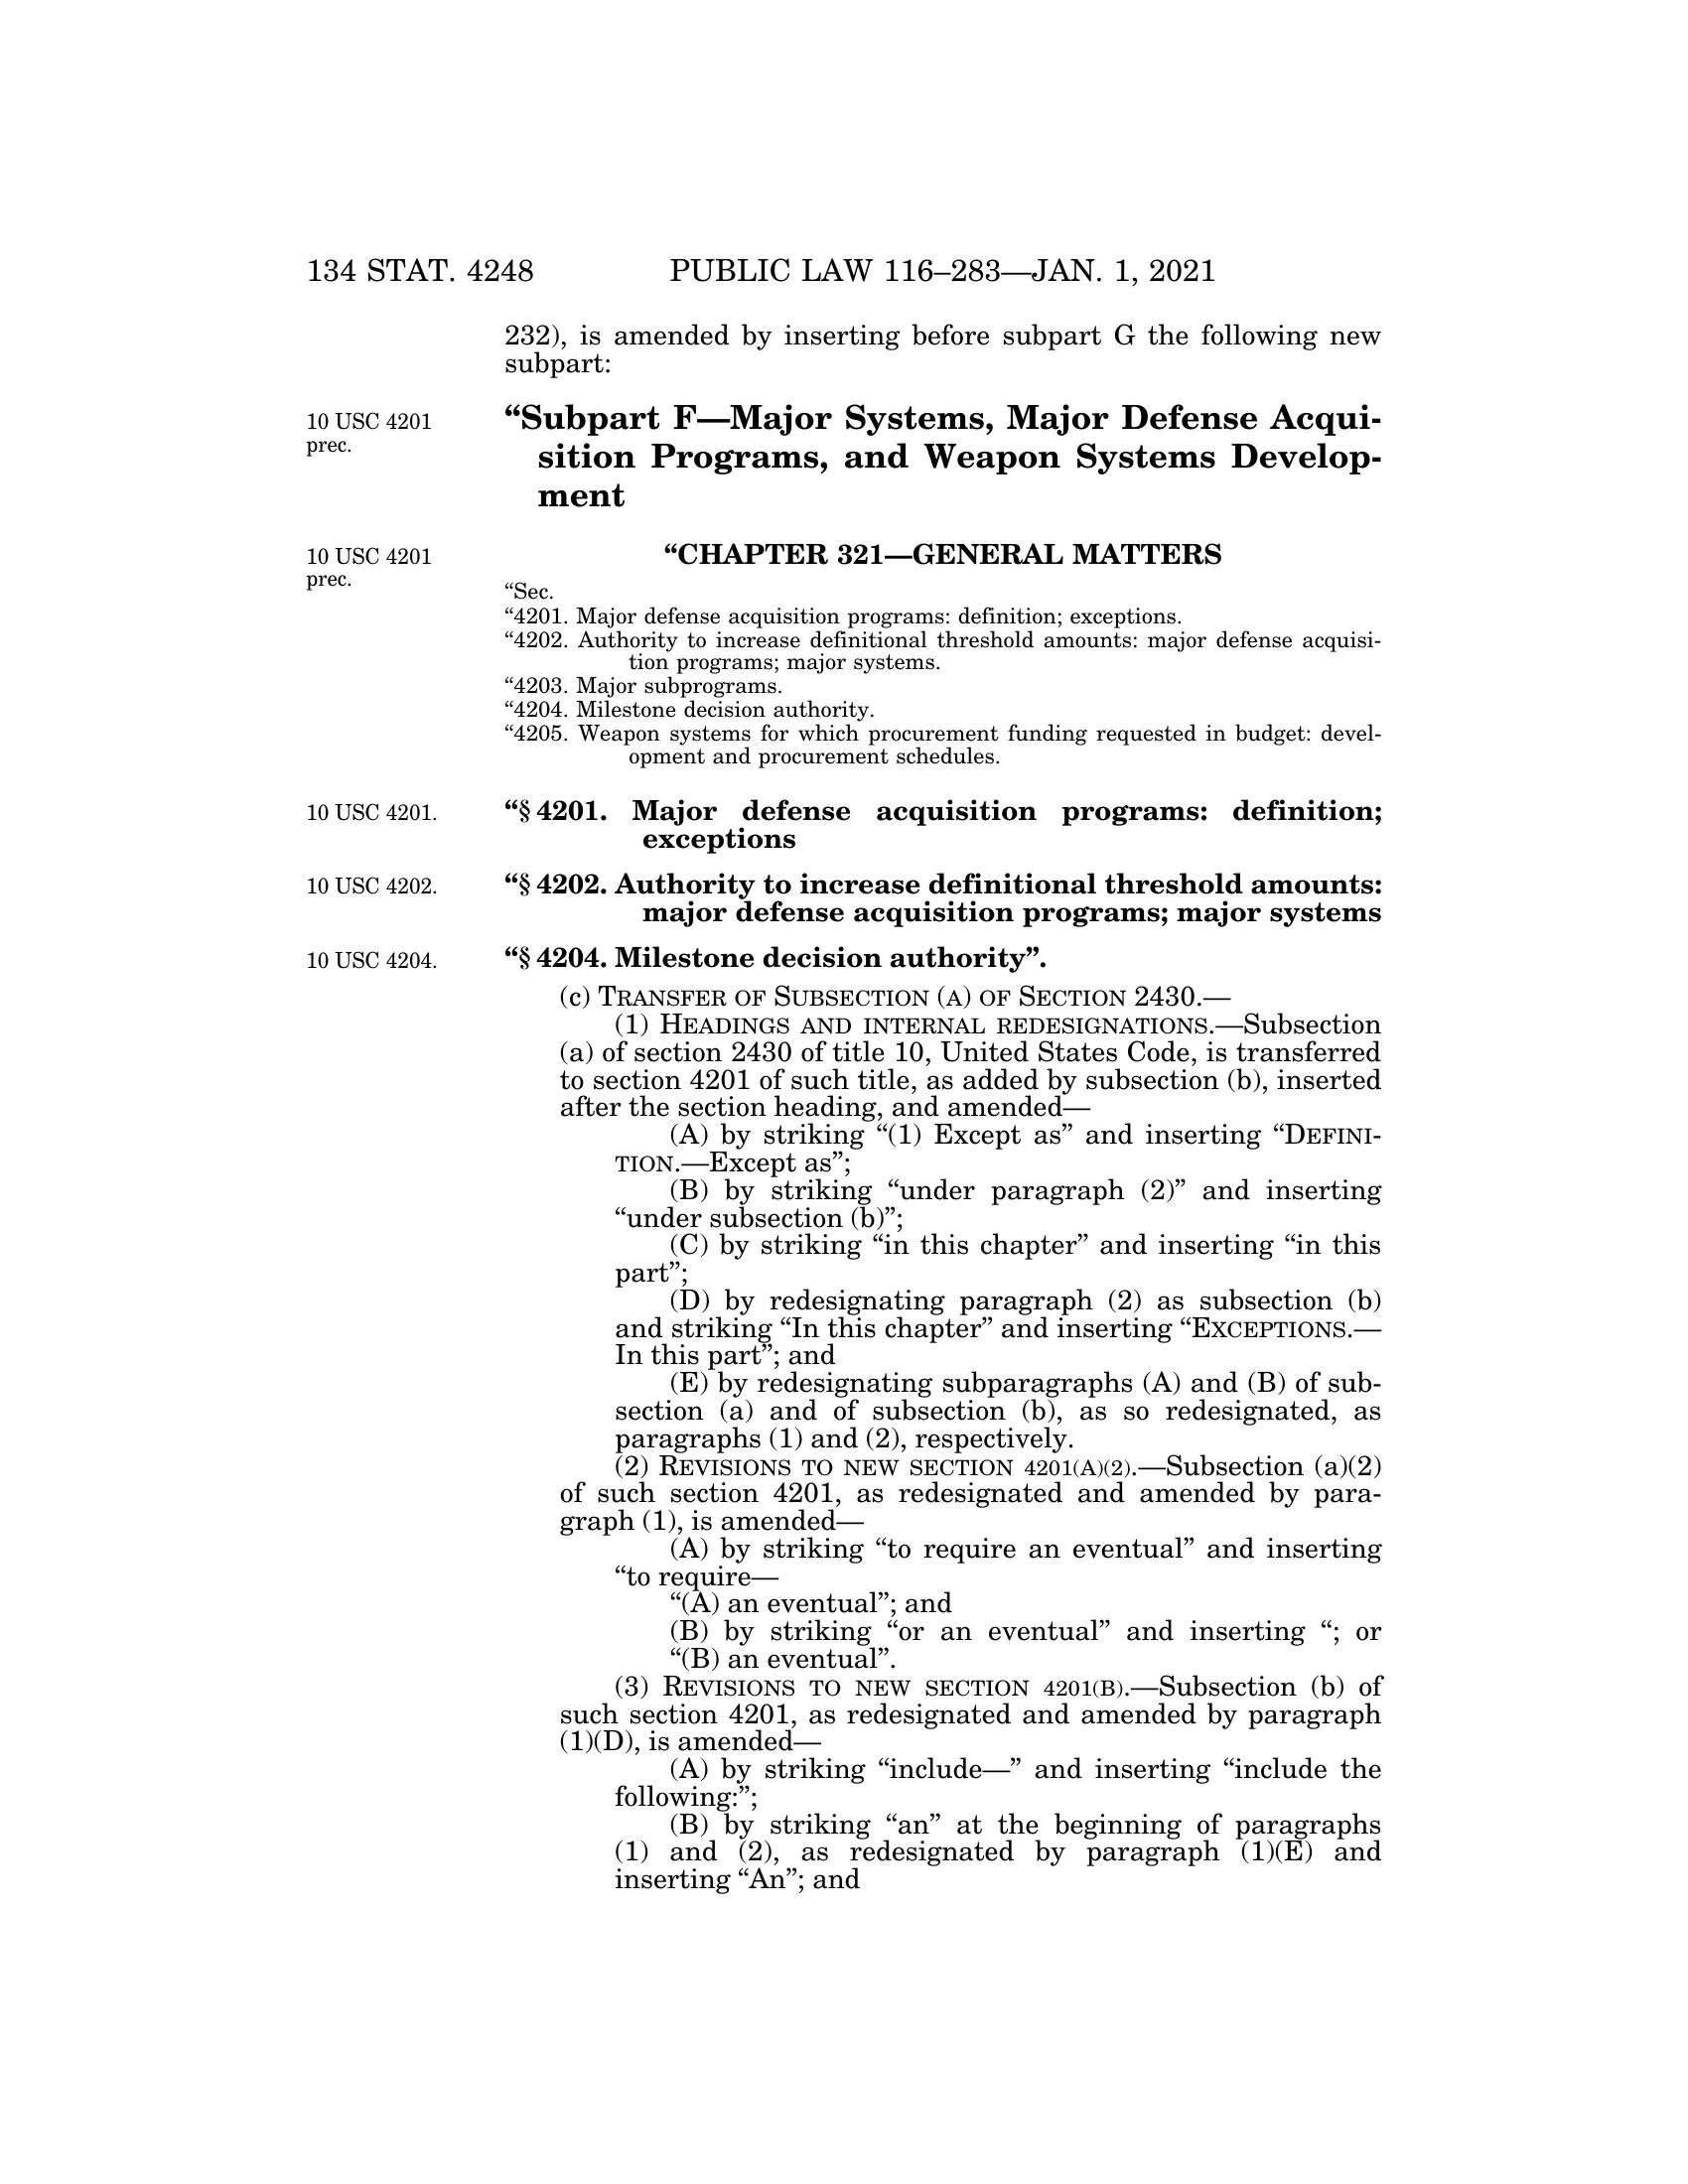 134 STAT. 4248 PUBLIC LAW 116–283—JAN. 1, 2021
232), is amended by inserting before subpart G the following new
subpart:
10 USC 4201
prec.
“Subpart F—Major Systems, Major Defense Acqui-
sition Programs, and Weapon Systems Develop-
ment
10 USC 4201
prec.
“CHAPTER 321—GENERAL MATTERS
“Sec.
“4201. Major defense acquisition programs: definition; exceptions.
“4202. Authority to increase definitional threshold amounts: major defense acquisi-
tion programs; major systems.
“4203. Major subprograms.
“4204. Milestone decision authority.
“4205. Weapon systems for which procurement funding requested in budget: devel-
opment and procurement schedules.
10 USC 4201.
“§ 4201. Major defense acquisition programs: definition;
exceptions
10 USC 4202.
“§ 4202. Authority to increase definitional threshold amounts:
major defense acquisition programs; major systems
10 USC 4204.
“§ 4204. Milestone decision authority”.
(c) TRANSFER OF SUBSECTION (A) OF SECTION 2430.—
(1) HEADINGS AND INTERNAL REDESIGNATIONS.—Subsection
(a) of section 2430 of title 10, United States Code, is transferred
to section 4201 of such title, as added by subsection (b), inserted
after the section heading, and amended—
(A) by striking “(1) Except as” and inserting “DEFINI-
TION.—Except as”;
(B) by striking “under paragraph (2)” and inserting
“under subsection (b)”;
(C) by striking “in this chapter” and inserting “in this
part”;
(D) by redesignating paragraph (2) as subsection (b)
and striking “In this chapter” and inserting “EXCEPTIONS.—
In this part”; and
(E) by redesignating subparagraphs (A) and (B) of sub-
section (a) and of subsection (b), as so redesignated, as
paragraphs (1) and (2), respectively.
(2) REVISIONS TO NEW SECTION 4201(A)(2).—Subsection (a)(2)
of such section 4201, as redesignated and amended by para-
graph (1), is amended—
(A) by striking “to require an eventual” and inserting
“to require—
“(A) an eventual”; and
(B) by striking “or an eventual” and inserting “; or
“(B) an eventual”.
(3) REVISIONS TO NEW SECTION 4201(B).—Subsection (b) of
such section 4201, as redesignated and amended by paragraph
(1)(D), is amended—
(A) by striking “include—” and inserting “include the
following:”;
(B) by striking “an” at the beginning of paragraphs
(1) and (2), as redesignated by paragraph (1)(E) and
inserting “An”; and